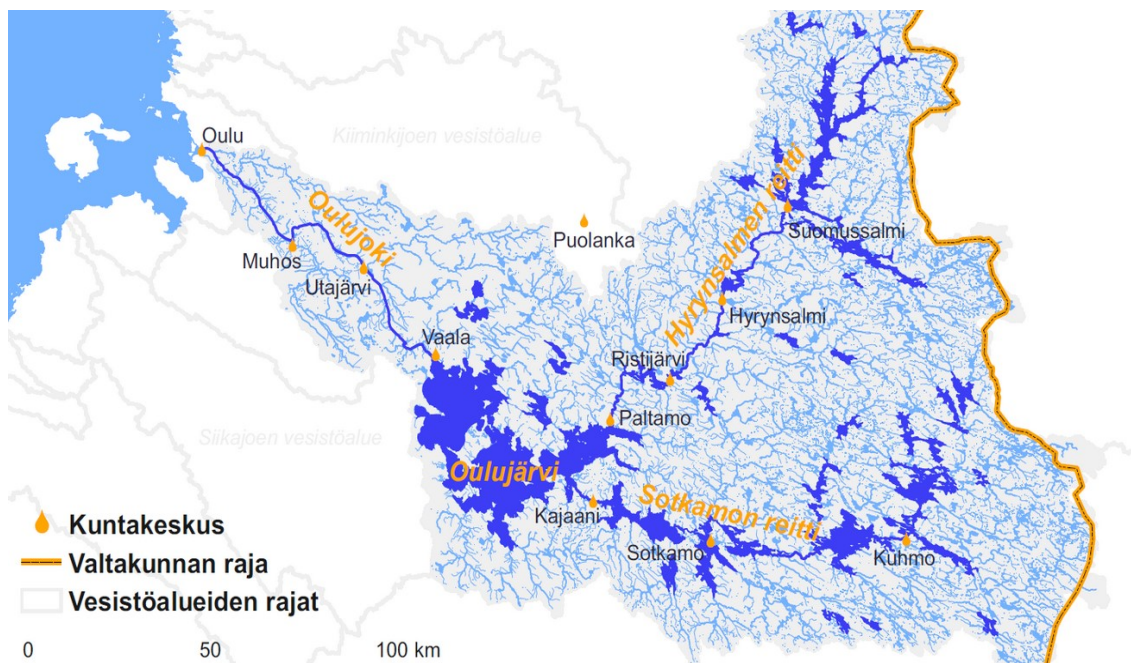 Oulu
Kiiminkijoen vesistöalue
Oulujoki
Hyrynsalmen reitti
Puolanka
Suomussalmi
Muhos
Utajärvi
Hyrynsalmi
Vaala
Ristijärvi
Paltamo
Siikajoen vesistöalue
Oulujärvi
Sotkamon reitti
Kajaani
Sotkamo
Kuhmo
Kuntakeskus
Valtakunnan raja
Vesistöalueiden rajat
0 50 100 km